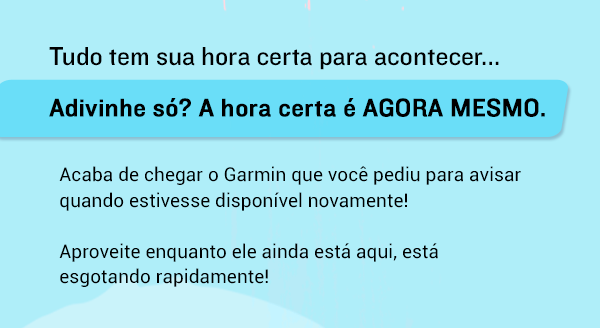 Tudo tem sua hora certa para acontecer...
Adivinhe só? A hora certa é AGORA MESMO.
Acaba de chegar o Garmin que você pediu para avisar
quando estivesse disponível novamente!
Aproveite enquanto ele ainda está aqui, está
esgotando rapidamente!